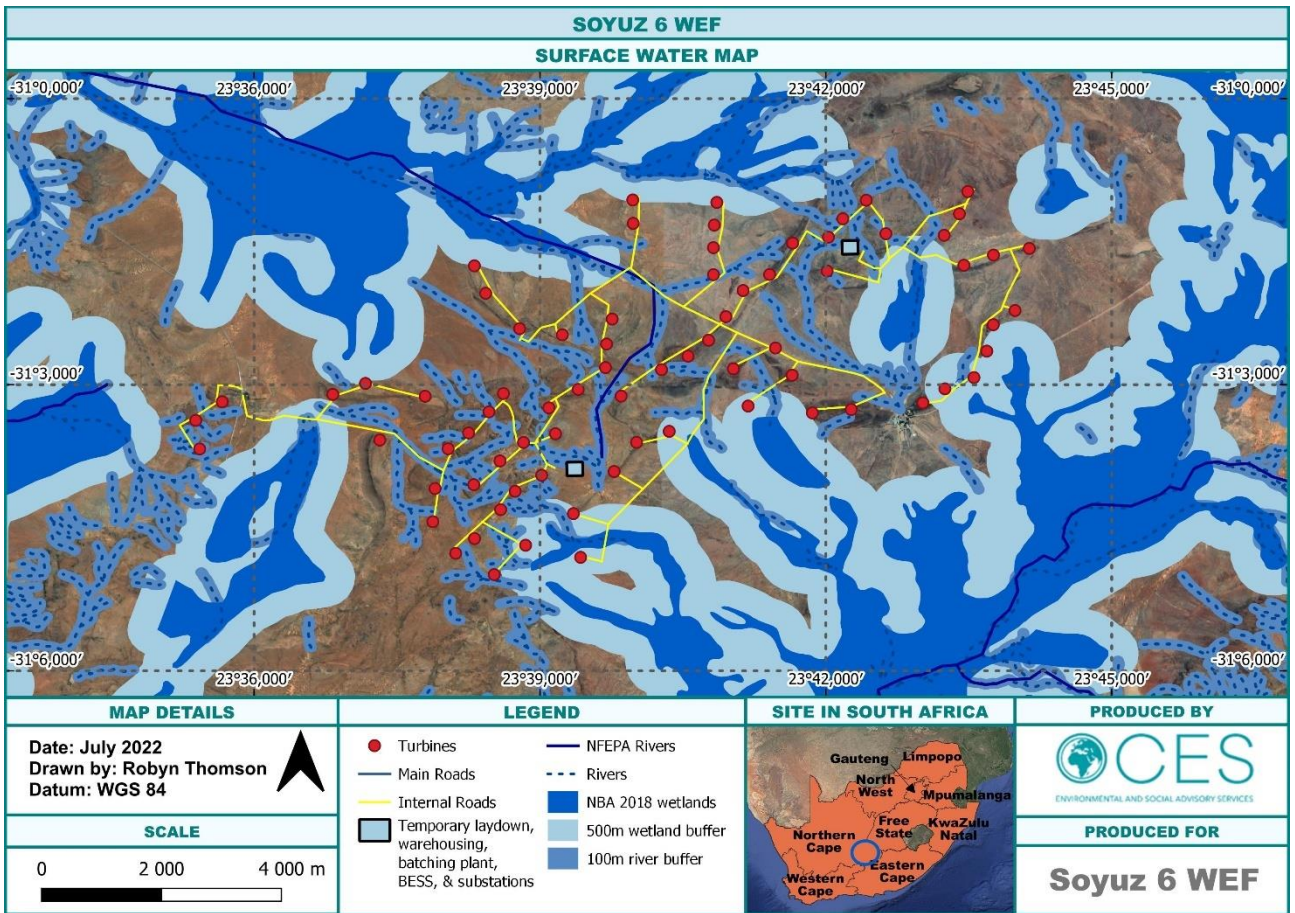 SOYUZ 6 WEF
SURFACE WATER MAP
-31°0,000′ 23°36,000′ 23°39,000′ 23°42,000′ 23°45,000′ -31°0,000′
-31°3,000′ -31°3,000′
-31°6,000′ 23°36,000′ 23°39,000′ 23°42,000′ 23°45,000′ -31°6,000′
MAP DETAILS
Date: July 2022
Drawn by: Robyn Thomson
Datum: WGS 84
SCALE
0 2 000 4 000 m
LEGEND
Turbines
Main Roads
Internal Roads
Temporary laydown,
warehousing,
batching plant,
BESS, & substations
NFEPA Rivers
Rivers
NBA 2018 wetlands
500m wetland buffer
100m river buffer
SITE IN SOUTH AFRICA
Gauteng
Limpopo
North
West
Mpumalanga
Free
State
KwaZulu
Natal
Northern
Cape
Eastern
Cape
Western
Cape
PRODUCED BY
CES
ENVIRONMENTAL AND SOCIAL ADVISORY SERVICES
PRODUCED FOR
Soyuz 6 WEF